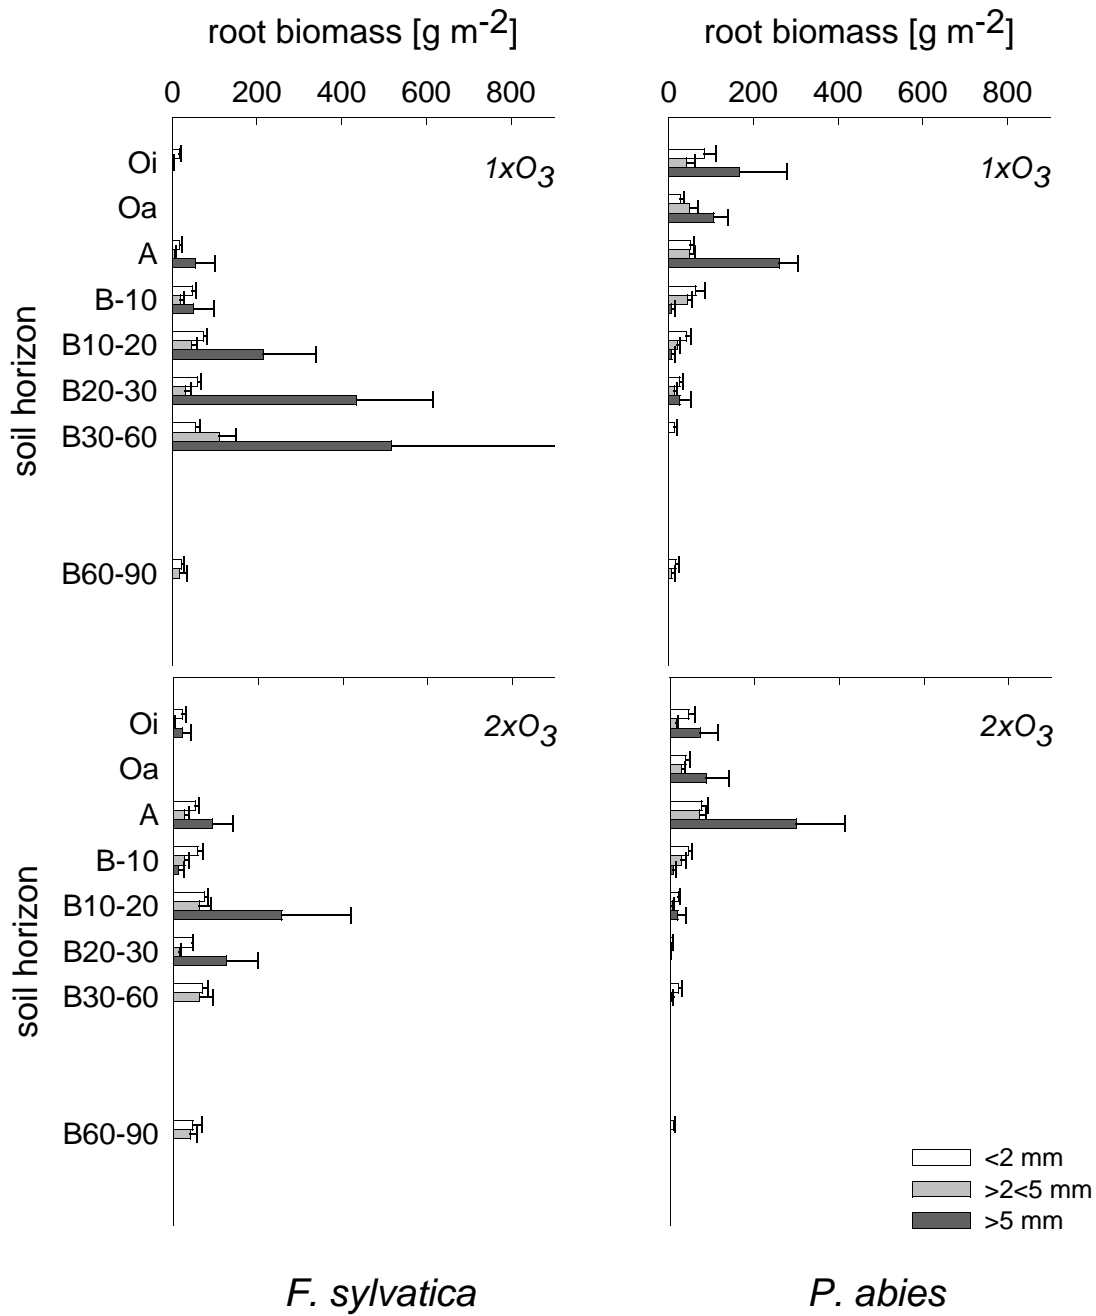 root biomass [g m-2]
root biomass [g m-2]
0 200 400 600 800
0 200 400 600 800
Oi
1xO3
1xO3
Oa
A
B-10
B10-20
B20-30
B30-60
B60-90
soil horizon
Oi
2xO3
2xO3
Oa
A
B-10
B10-20
B20-30
B30-60
B60-90
soil horizon
<2 mm
>2<5 mm
>5 mm
F. sylvatica
P. abies